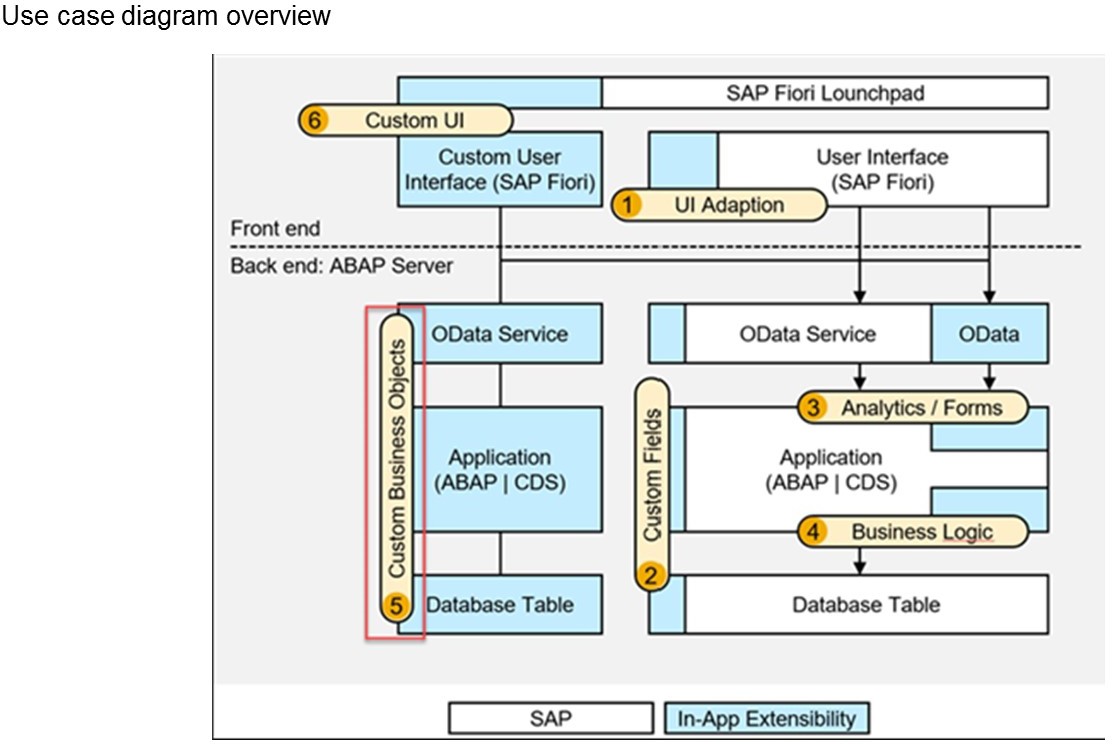 Use case diagram overview
SAP Fiori Lounchpad
6 Custom UI
Custom User
Interface (SAP Fiori)
User Interface
(SAP Fiori)
1 UI Adaption
Front end
Back end: ABAP Server
OData Service
OData Service
OData
Custom Business Objects
5
Custom Fields
2
3 Analytics / Forms
Application
(ABAP | CDS)
Application
(ABAP | CDS)
4 Business Logic
Database Table
Database Table
SAP
In-App Extensibility